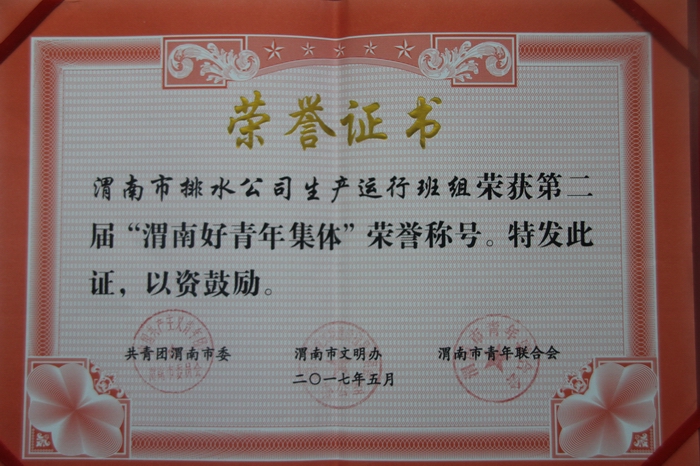 荣誉证书
渭南市排水公司生产运行班组荣获第二
届“渭南好青年集体”荣誉称号。特发此
证，以资鼓励。
共青团渭南市委 渭南市文明办 渭南市青年联合会
二〇一七年五月